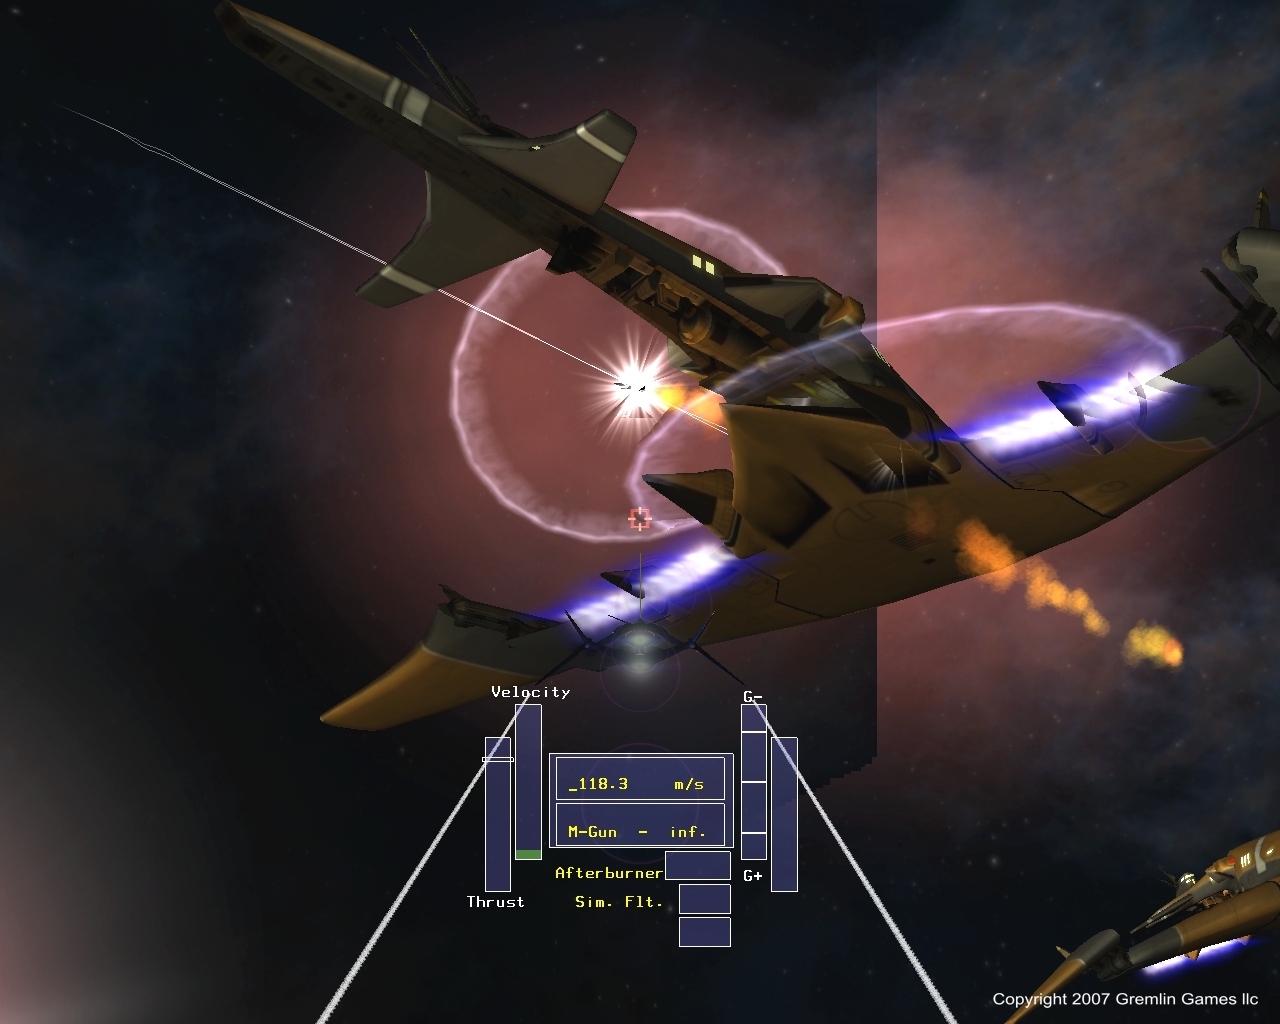 Velocity
G-
_118.3 m/s
M-Gun - inf.
Afterburner
G+
Thrust
Sim. Flt.
Copyright 2007 Gremlin Games llc